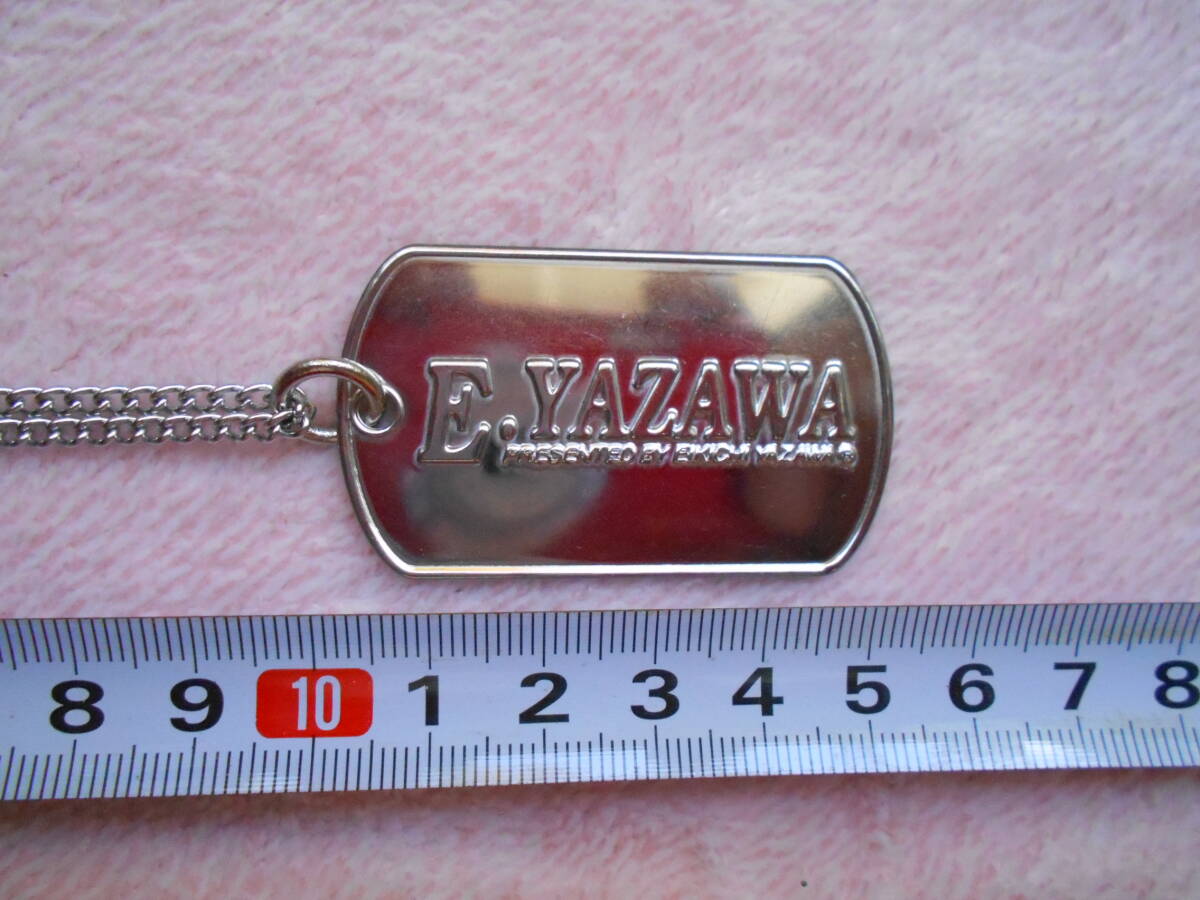 E.YAZAWA
PRESENTED BY EIKICHI YAZAWA ®
8 9 10 1 2 3 4 5 6 7 8